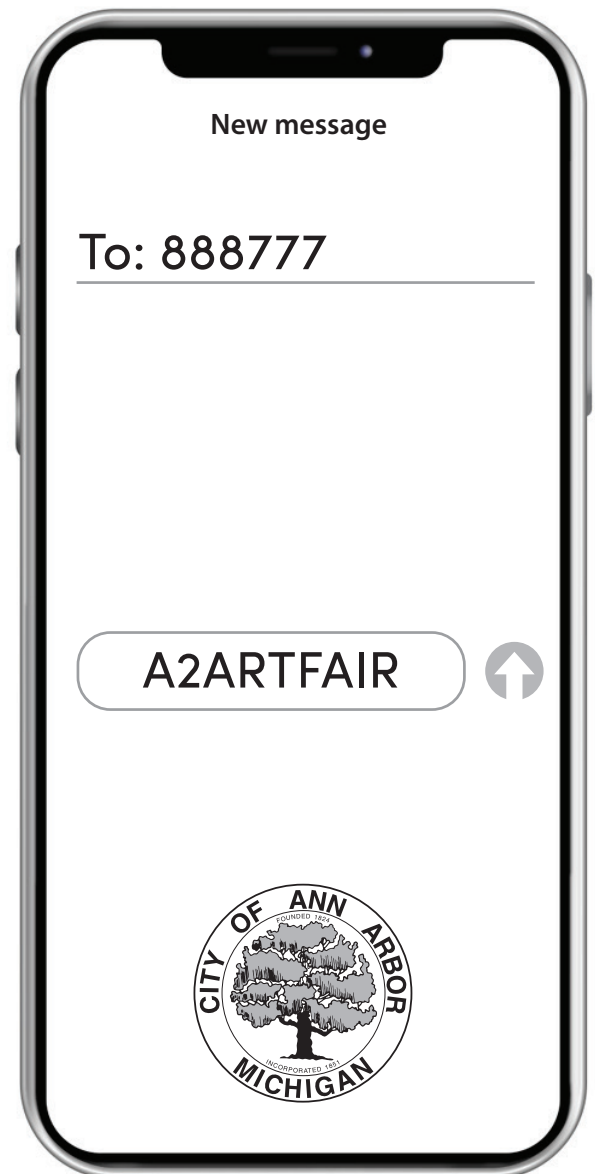 New message
To: 888777
A2ARTFAIR
CITY OF ANN ARBOR
FOUNDED 1824
INCORPORATED 1851
MICHIGAN